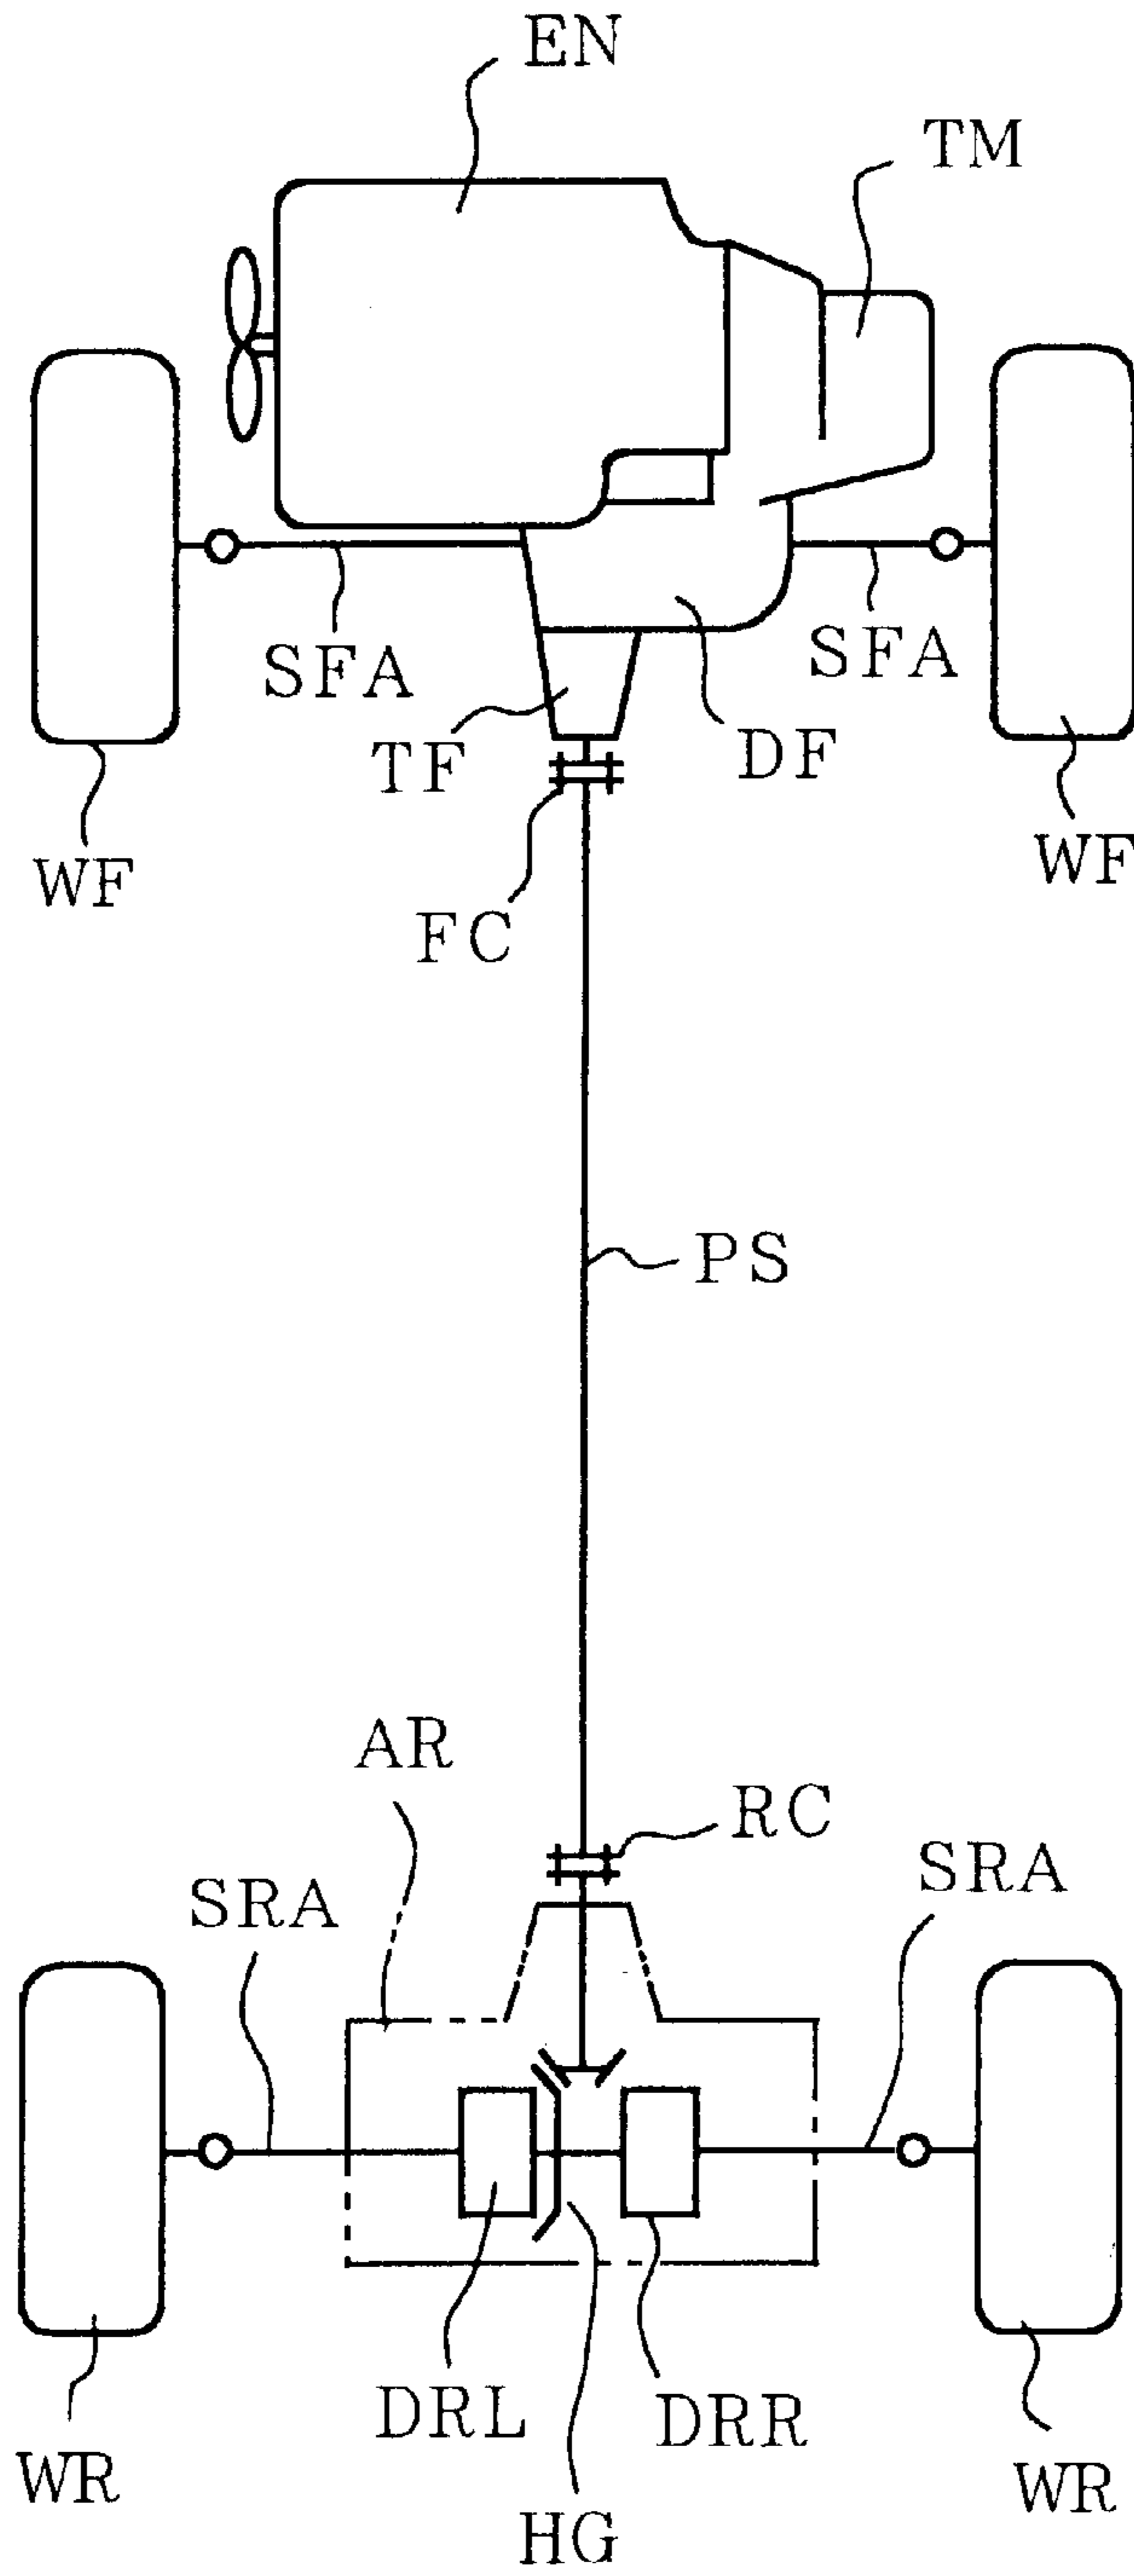 EN
TM
SFA
SFA
TF
DF
WF
WF
FC
PS
AR
RC
SRA
SRA
DRL
DRR
WR
WR
HG